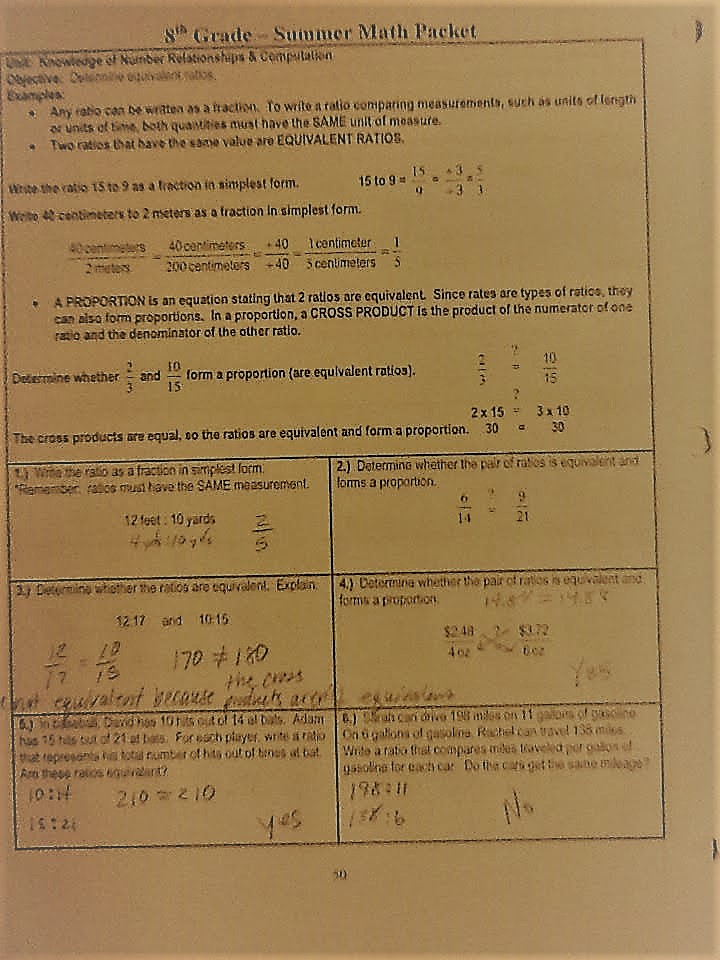 8th Grade – Summer Math Packet
Unit: Knowledge of Number Relationships & Computation
Objective: Determine equivalent ratios.
Examples:
• Any ratio can be written as a fraction. To write a ratio comparing measurements, such as units of length
or units of time, both quantities must have the SAME unit of measure.
• Two ratios that have the same value are EQUIVALENT RATIOS.
Write the ratio 15 to 9 as a fraction in simplest form. 15 to 9 = 15/9 = ÷3/÷3 = 5/3
Write 40 centimeters to 2 meters as a fraction in simplest form.
40 centimeters/2 meters = 40 centimeters/200 centimeters = ÷40/÷40 = 1 centimeter/5 centimeters = 1/5
• A PROPORTION is an equation stating that 2 ratios are equivalent. Since rates are types of ratios, they
can also form proportions. In a proportion, a CROSS PRODUCT is the product of the numerator of one
ratio and the denominator of the other ratio.
Determine whether 2/3 and 10/15 form a proportion (are equivalent ratios). 2/3 ?= 10/15
2 x 15 ?= 3 x 10
The cross products are equal, so the ratios are equivalent and form a proportion. 30 = 30
1.) Write the ratio as a fraction in simplest form.
*Remember: ratios must have the SAME measurement.
12 feet : 10 yards 2/5
4 yds : 10 yds
2.) Determine whether the pair of ratios is equivalent and
forms a proportion.
6/14 ?= 9/21
3.) Determine whether the ratios are equivalent. Explain.
12:17 and 10:15
12/17 = 10/15 170 ≠ 180
the cross
not equivalent because products aren't equivalent
4.) Determine whether the pair of ratios is equivalent and
forms a proportion. 14.88 = 14.88
$2.48/4 oz ?= $3.72/6 oz
Yes
5.) In baseball, David has 10 hits out of 14 at bats. Adam
has 15 hits out of 21 at bats. For each player, write a ratio
that represents his total number of hits out of times at bat.
Are these ratios equivalent?
10:14 210 = 210
15:21 yes
6.) Sarah can drive 198 miles on 11 gallons of gasoline.
On 6 gallons of gasoline, Rachel can travel 138 miles.
Write a ratio that compares miles traveled per gallon of
gasoline for each car. Do the cars get the same mileage?
198:11
138:6 No
50